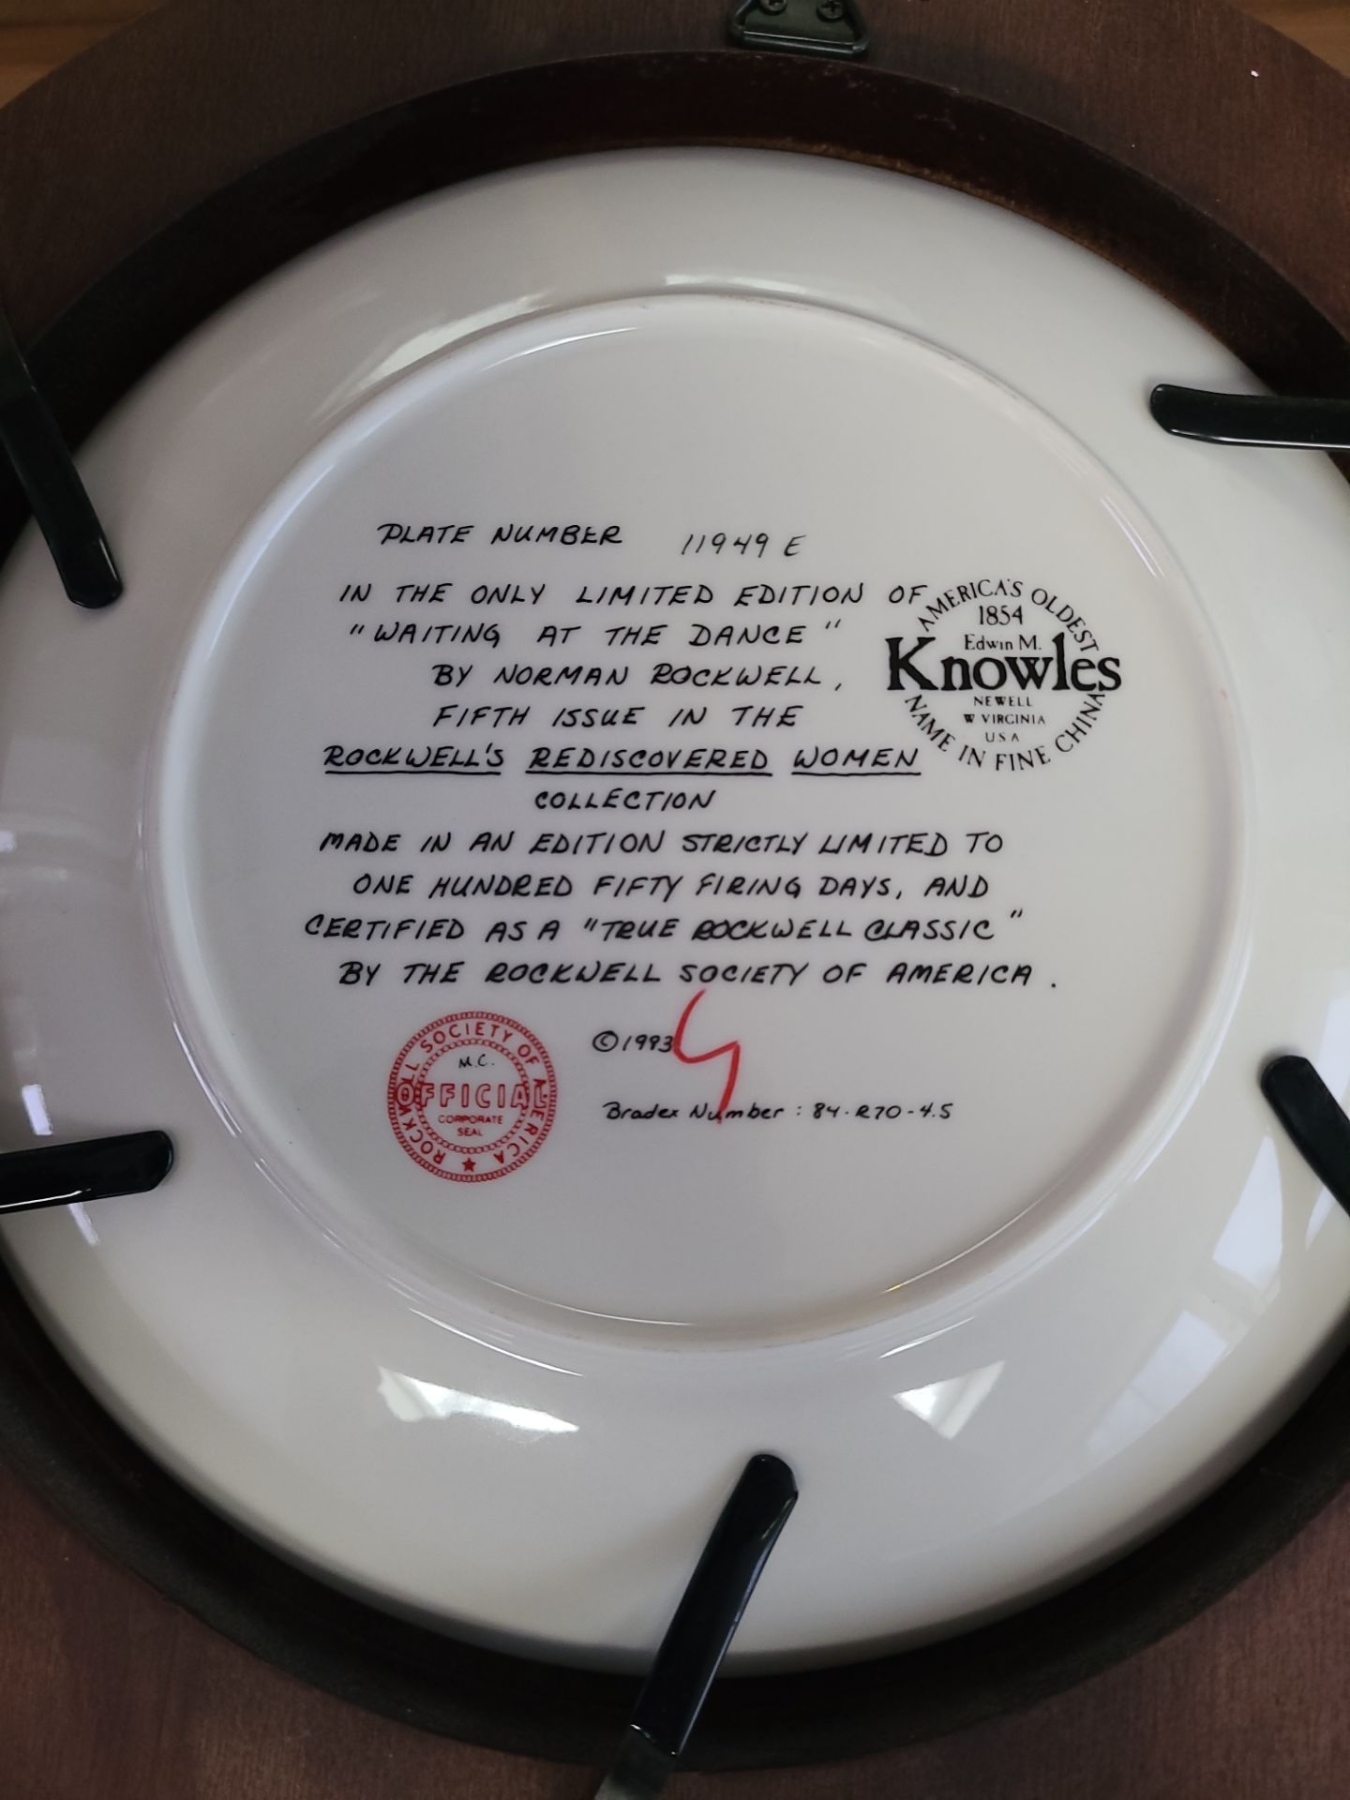 PLATE NUMBER 11949 E
IN THE ONLY LIMITED EDITION OF
"WAITING AT THE DANCE"
BY NORMAN ROCKWELL,
FIFTH ISSUE IN THE
ROCKWELL'S REDISCOVERED WOMEN
COLLECTION
MADE IN AN EDITION STRICTLY LIMITED TO
ONE HUNDRED FIFTY FIRING DAYS, AND
CERTIFIED AS A "TRUE ROCKWELL CLASSIC"
BY THE ROCKWELL SOCIETY OF AMERICA.
AMERICA'S OLDEST
1854
Edwin M.
Knowles
NEWELL
W VIRGINIA
USA
NAME IN FINE CHINA
ROCKWELL SOCIETY OF AMERICA
M.C.
OFFICIAL
CORPORATE
SEAL
©1983
Bradex Number: 84-R70-4.5